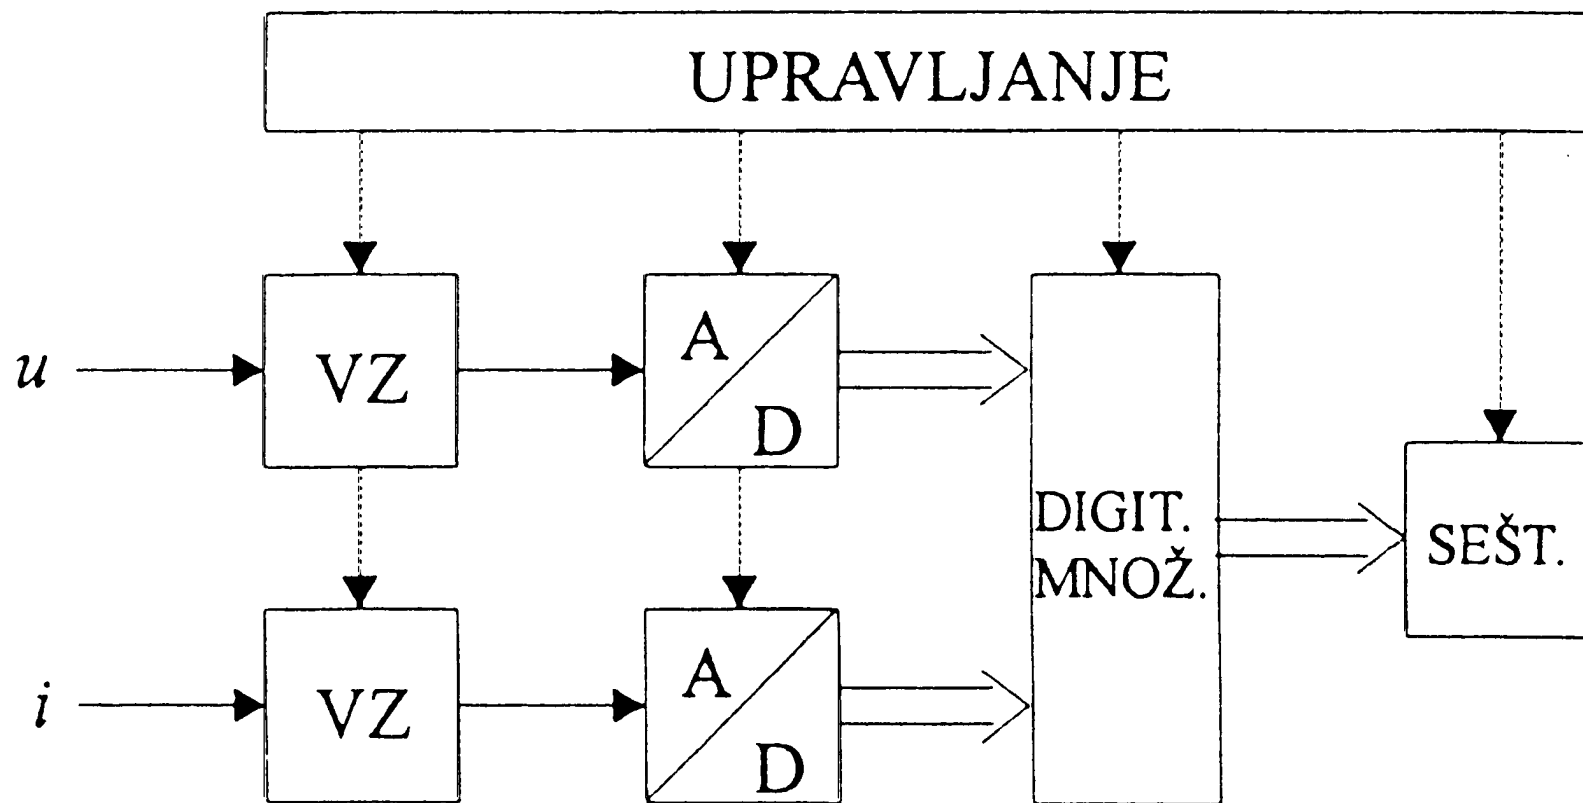 UPRAVLJANJE
u
VZ
A
D
DIGIT.
MNOŽ.
SEŠT.
i
VZ
A
D